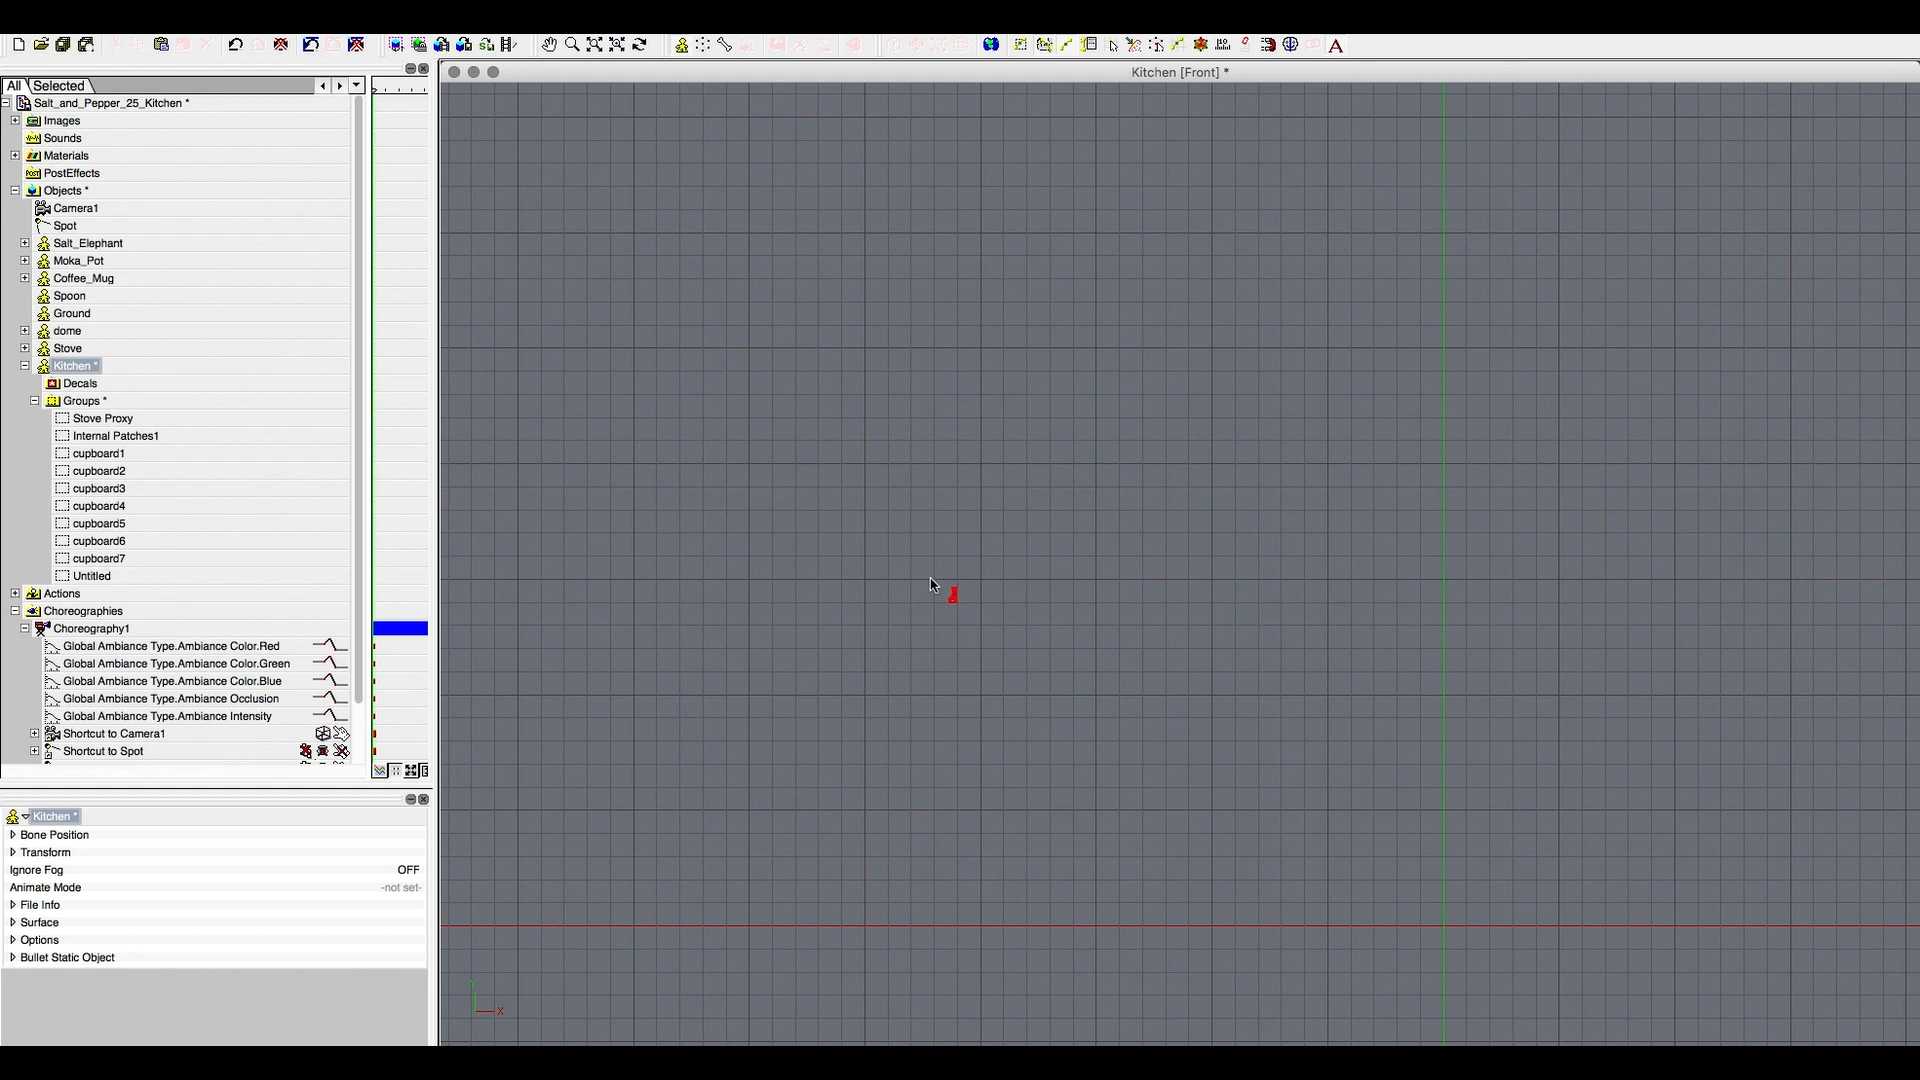 Kitchen [Front] *
All
Selected
Salt_and_Pepper_25_Kitchen *
Images
Sounds
Materials
PostEffects
Objects *
Camera1
Spot
Salt_Elephant
Moka_Pot
Coffee_Mug
Spoon
Ground
dome
Stove
Kitchen *
Decals
Groups *
Stove Proxy
Internal Patches1
cupboard1
cupboard2
cupboard3
cupboard4
cupboard5
cupboard6
cupboard7
Untitled
Actions
Choreographies
Choreography1
Global Ambiance Type.Ambiance Color.Red
Global Ambiance Type.Ambiance Color.Green
Global Ambiance Type.Ambiance Color.Blue
Global Ambiance Type.Ambiance Occlusion
Global Ambiance Type.Ambiance Intensity
Shortcut to Camera1
Shortcut to Spot
Kitchen *
Bone Position
Transform
Ignore Fog OFF
Animate Mode -not set-
File Info
Surface
Options
Bullet Static Object
X